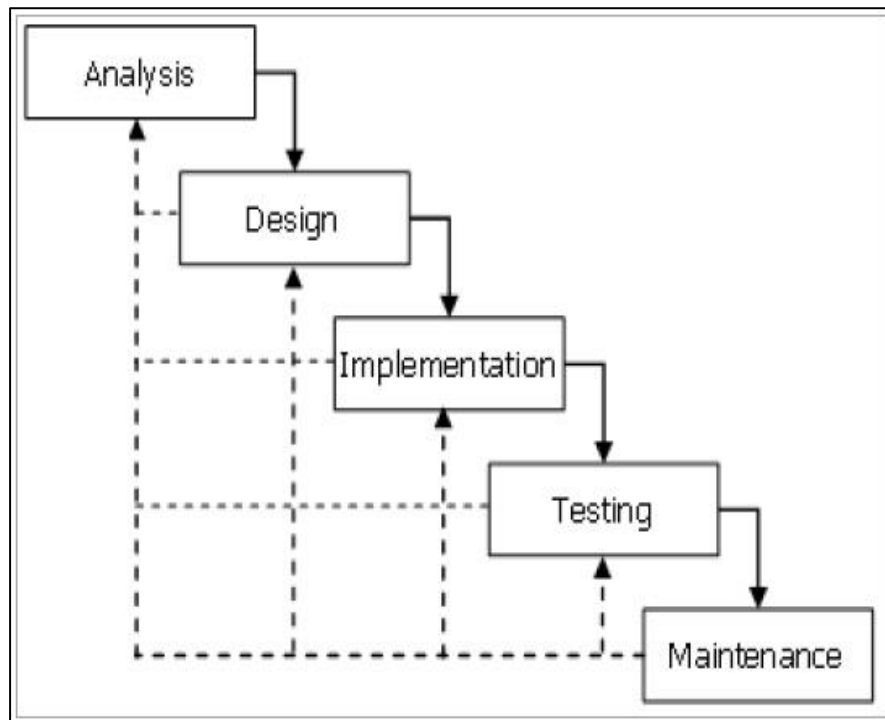 Analysis
Design
Implementation
Testing
Maintenance